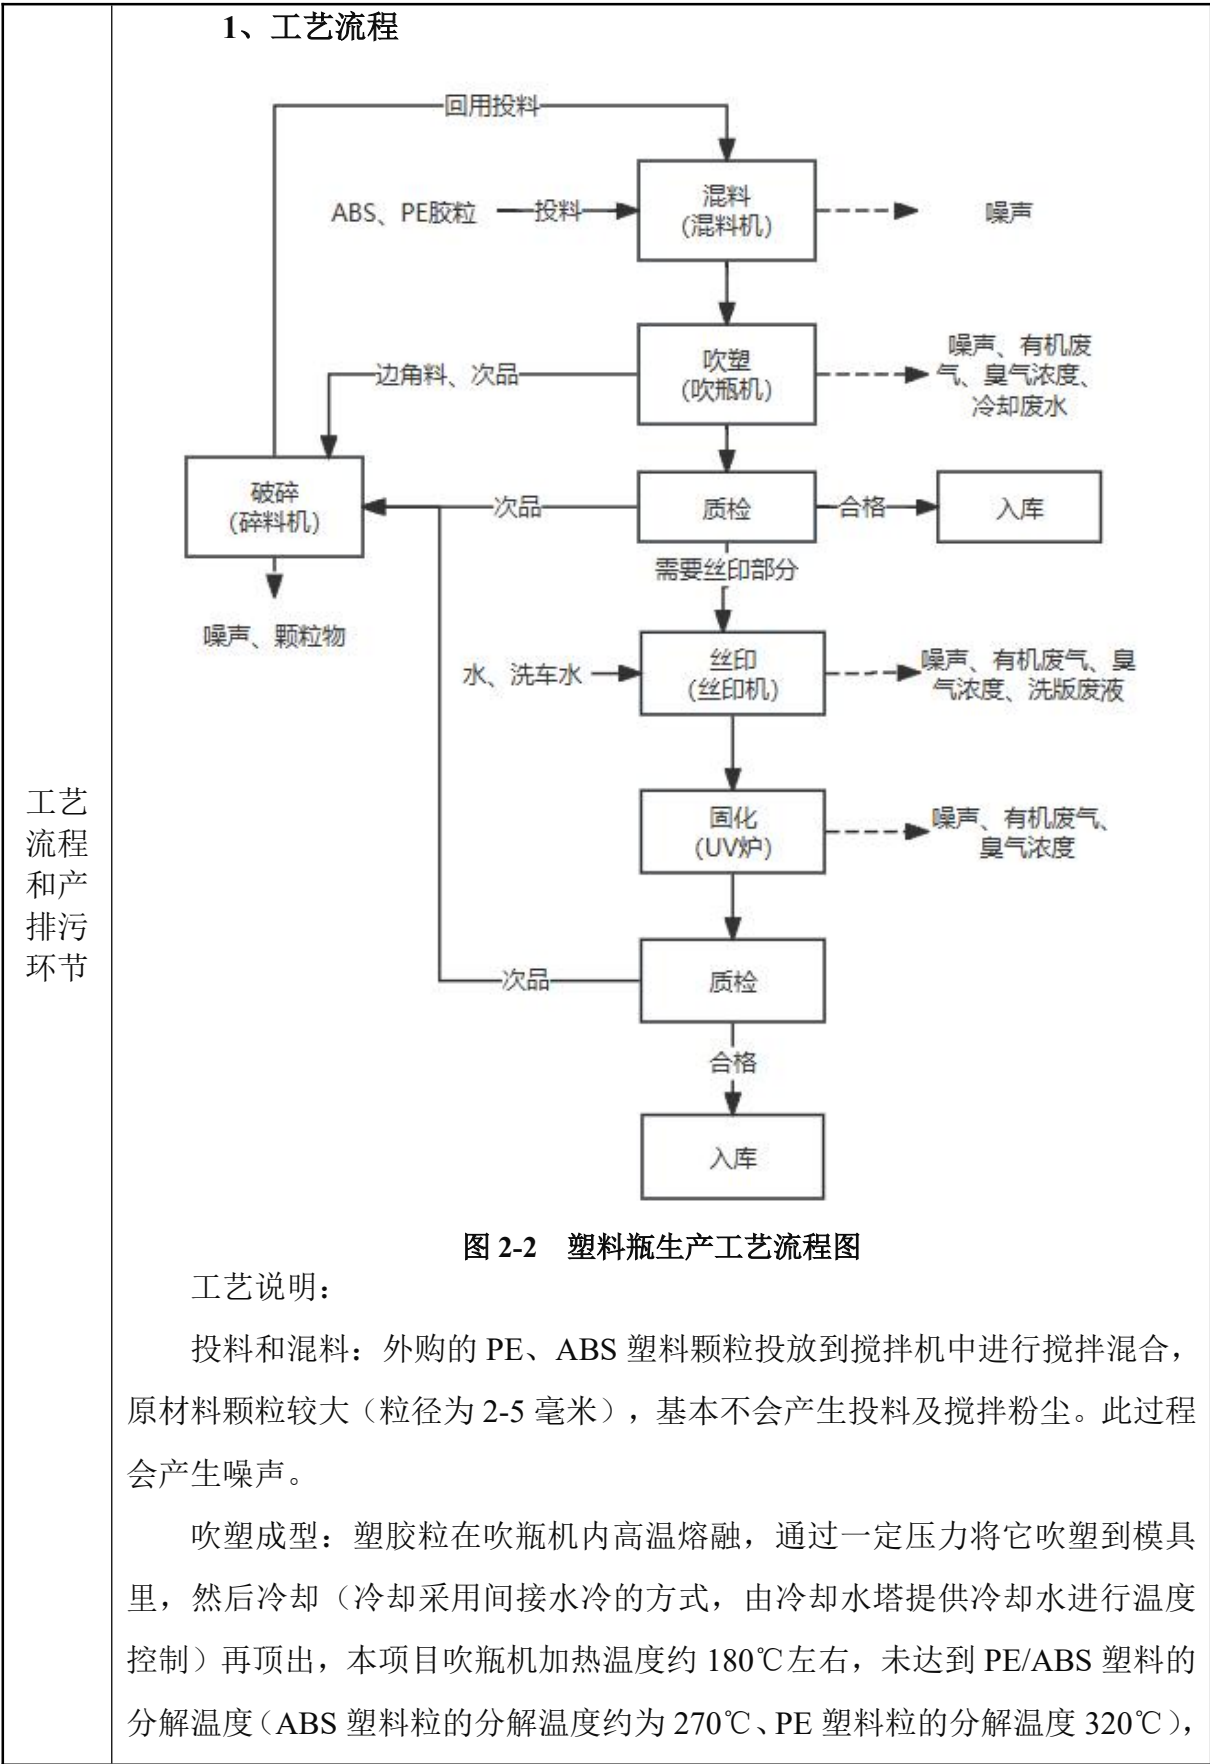 1、工艺流程
回用投料
ABS、PE胶粒
投料
混料
(混料机)
噪声
边角料、次品
吹塑
(吹瓶机)
噪声、有机废
气、臭气浓度、
冷却废水
破碎
(碎料机)
次品
质检
合格
入库
噪声、颗粒物
需要丝印部分
水、洗车水
丝印
(丝印机)
噪声、有机废气、臭
气浓度、洗版废液
固化
(UV炉)
噪声、有机废气、
臭气浓度
次品
质检
合格
入库
工艺
流程
和产
排污
环节
图 2-2 塑料瓶生产工艺流程图
工艺说明：
投料和混料：外购的 PE、ABS 塑料颗粒投放到搅拌机中进行搅拌混合，
原材料颗粒较大（粒径为 2-5 毫米），基本不会产生投料及搅拌粉尘。此过程
会产生噪声。
吹塑成型：塑胶粒在吹瓶机内高温熔融，通过一定压力将它吹塑到模具
里，然后冷却（冷却采用间接水冷的方式，由冷却水塔提供冷却水进行温度
控制）再顶出，本项目吹瓶机加热温度约 180℃左右，未达到 PE/ABS 塑料的
分解温度（ABS 塑料粒的分解温度约为 270℃、PE 塑料粒的分解温度 320℃），